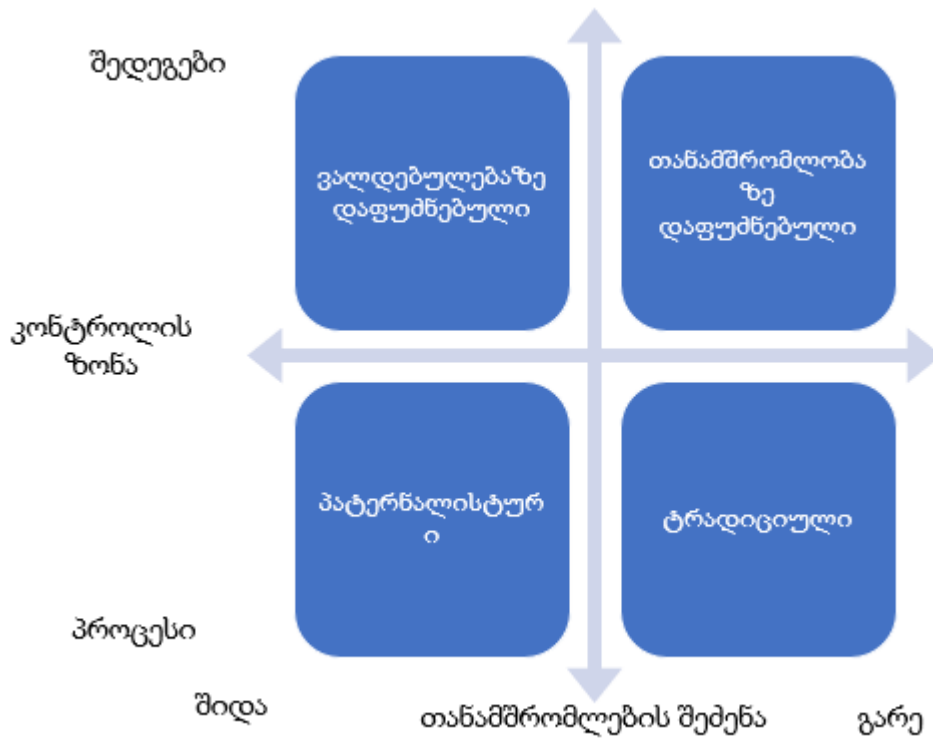 შედეგები
ვალდებულებაზე
დაფუძნებული
თანამშრომლობა
ზე
დაფუძნებული
კონტროლის
ზონა
პატერნალისტურ
ი
ტრადიციული
პროცესი
შიდა
თანამშრომლების შეძენა
გარე